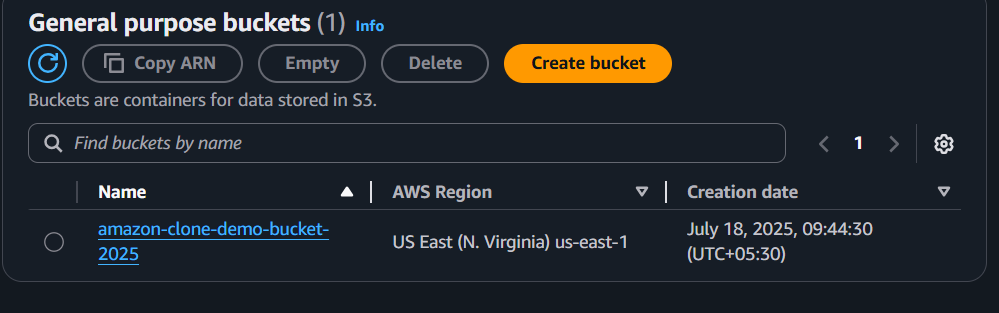 General purpose buckets (1) Info
Copy ARN Empty Delete Create bucket
Buckets are containers for data stored in S3.
Find buckets by name 1
Name AWS Region Creation date
amazon-clone-demo-bucket-
2025
US East (N. Virginia) us-east-1
July 18, 2025, 09:44:30
(UTC+05:30)